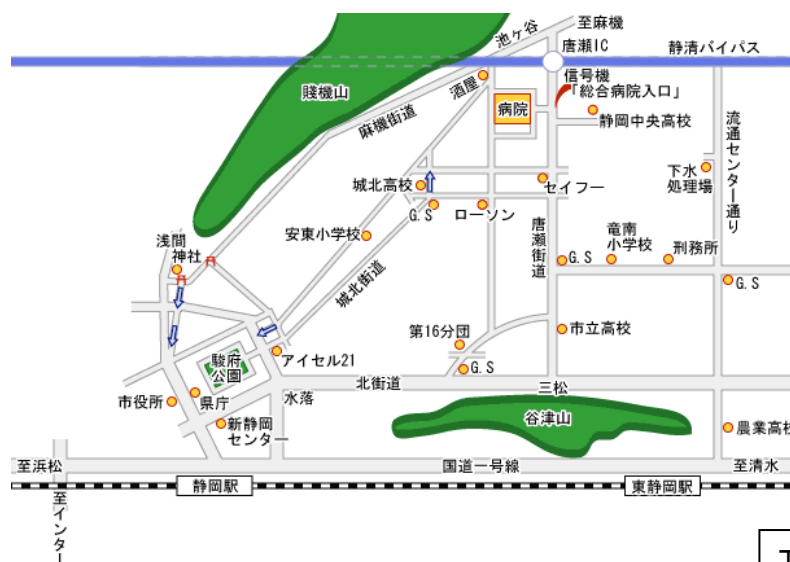 至麻機
池ヶ谷
唐瀬IC
静清バイパス
信号機
「総合病院入口」
酒屋
病院
賤機山
麻機街道
静岡中央高校
流通センター通り
下水
処理場
城北高校
セイフー
G.S
ローソン
安東小学校
唐瀬街道
竜南
小学校
刑務所
G.S
浅間
神社
城北街道
G.S
第16分団
市立高校
アイセル21
駿府
公園
G.S
北街道
三松
水落
市役所
県庁
谷津山
新静岡
センター
農業高校
至浜松
国道一号線
至清水
静岡駅
東静岡駅
至インター